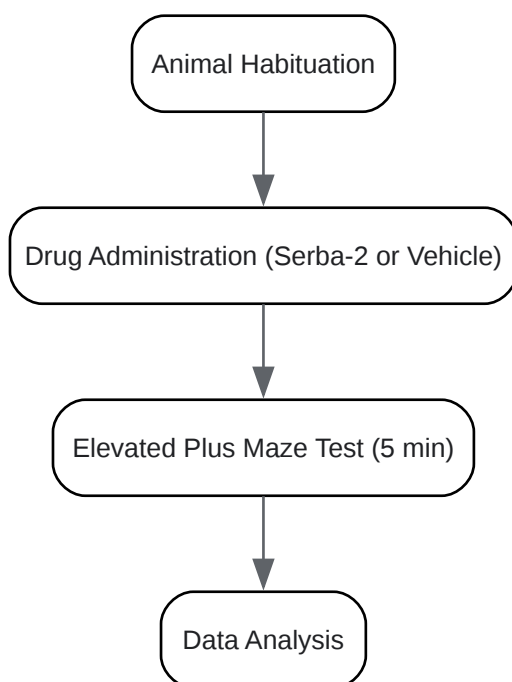 Animal Habituation
Drug Administration (Serba-2 or Vehicle)
Elevated Plus Maze Test (5 min)
Data Analysis